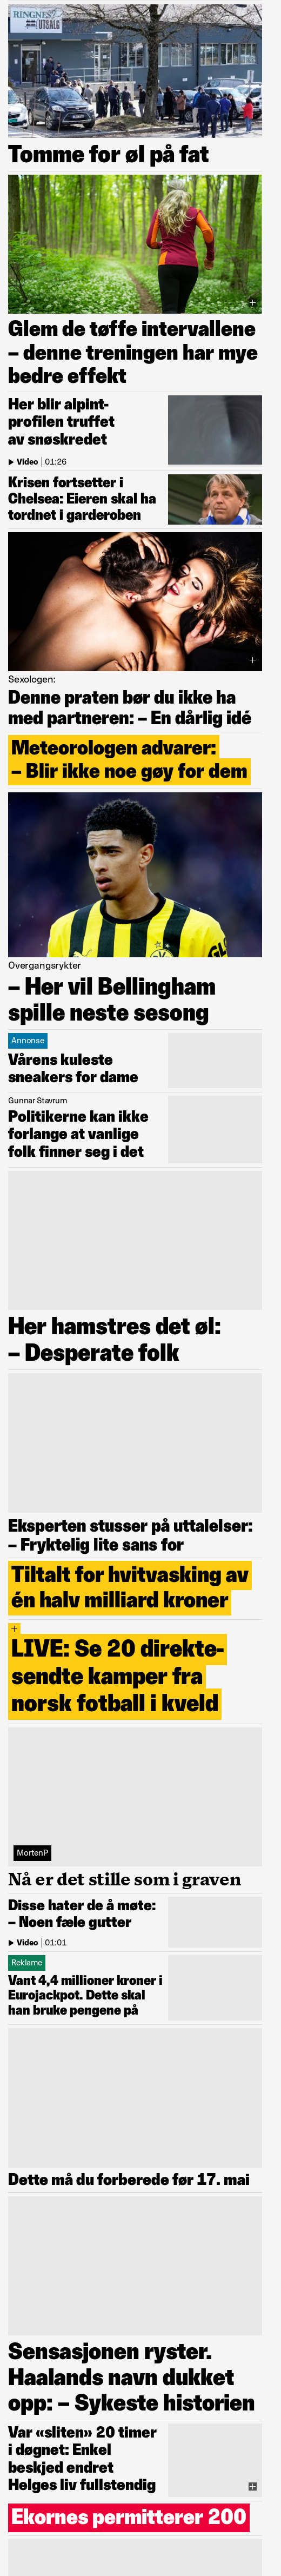 RINGNES
UTSALG
Tomme for øl på fat
Glem de tøffe intervallene
– denne treningen har mye
bedre effekt
Her blir alpint-
profilen truffet
av snøskredet
Video | 01:26
Krisen fortsetter i
Chelsea: Eieren skal ha
tordnet i garderoben
Sexologen:
Denne praten bør du ikke ha
med partneren: – En dårlig idé
Meteorologen advarer:
– Blir ikke noe gøy for dem
Overgangsrykter
– Her vil Bellingham
spille neste sesong
Annonse
Vårens kuleste
sneakers for dame
Gunnar Stavrum
Politikerne kan ikke
forlange at vanlige
folk finner seg i det
Her hamstres det øl:
– Desperate folk
Eksperten stusser på uttalelser:
– Fryktelig lite sans for
Tiltalt for hvitvasking av
én halv milliard kroner
LIVE: Se 20 direkte-
sendte kamper fra
norsk fotball i kveld
MortenP
Nå er det stille som i graven
Disse hater de å møte:
– Noen fæle gutter
Video | 01:01
Reklame
Vant 4,4 millioner kroner i
Eurojackpot. Dette skal
han bruke pengene på
Dette må du forberede før 17. mai
Sensasjonen ryster.
Haalands navn dukket
opp: – Sykeste historien
Var «sliten» 20 timer
i døgnet: Enkel
beskjed endret
Helges liv fullstendig
Ekornes permitterer 200